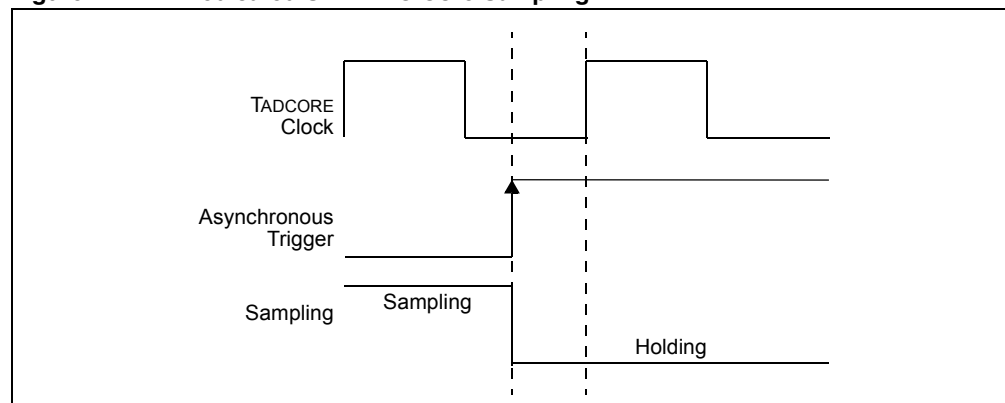 TADCORE
Clock
Asynchronous
Trigger
Sampling
Sampling
Holding